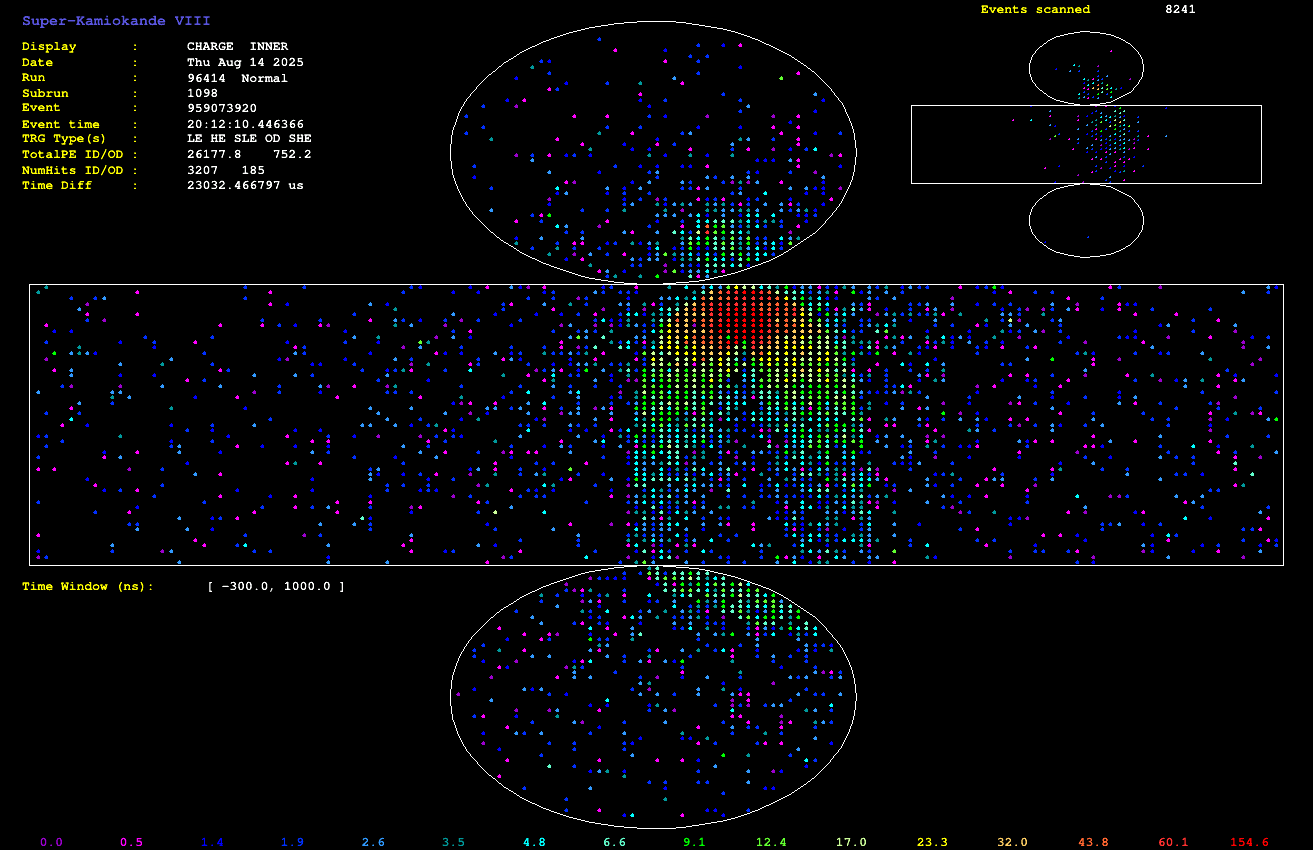 Super-Kamiokande VIII
Events scanned 8241
Display : CHARGE INNER
Date : Thu Aug 14 2025
Run : 96414 Normal
Subrun : 1098
Event : 959073920
Event time : 20:12:10.446366
TRG Type(s) : LE HE SLE OD SHE
TotalPE ID/OD : 26177.8 752.2
NumHits ID/OD : 3207 185
Time Diff : 23032.466797 us
Time Window (ns): [ -300.0, 1000.0 ]
0.0 0.5 1.4 1.9 2.6 3.5 4.8 6.6 9.1 12.4 17.0 23.3 32.0 43.8 60.1 154.6